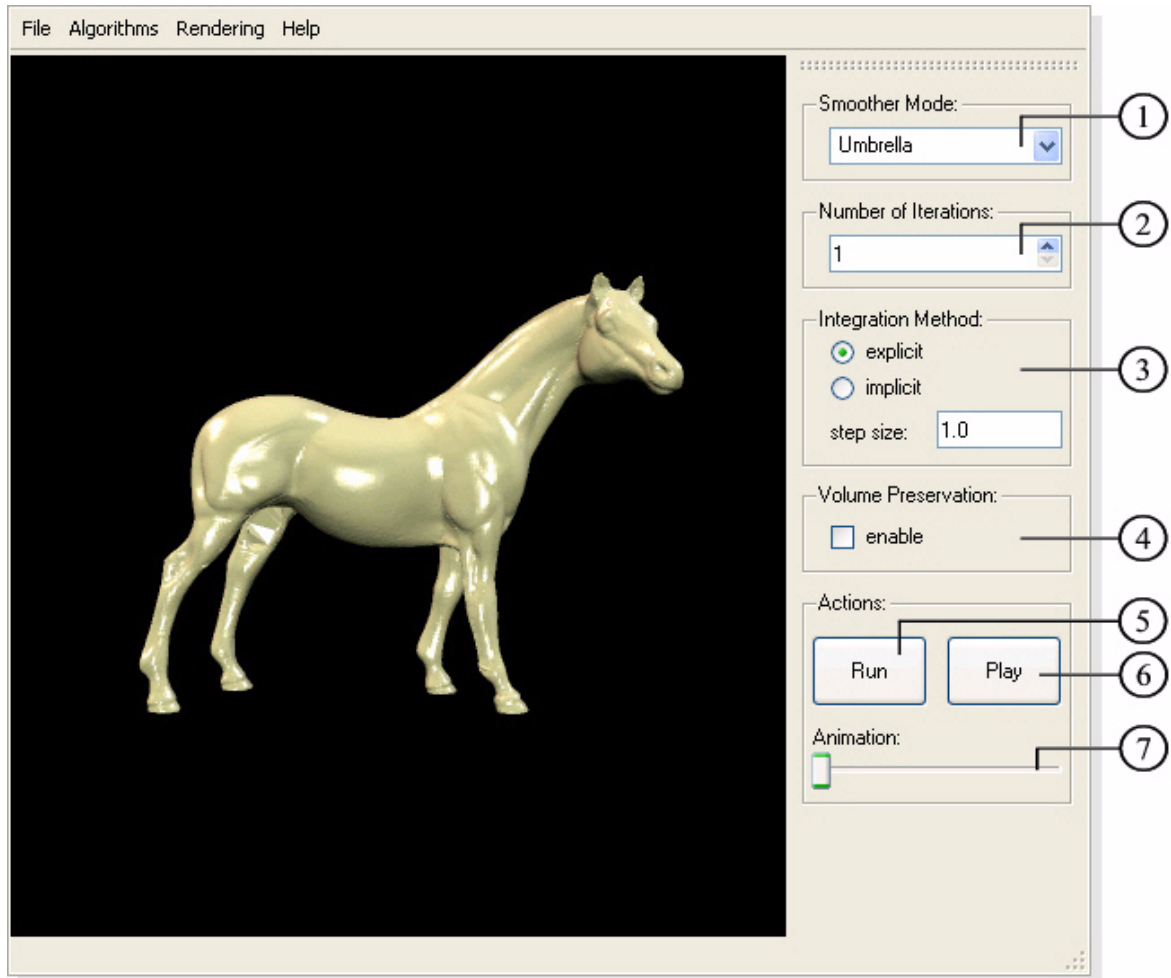 File Algorithms Rendering Help
Smoother Mode:
1
Umbrella
Number of Iterations:
2
1
Integration Method:
explicit
3
implicit
step size: 1.0
Volume Preservation:
enable
4
Actions:
5
Run Play
6
Animation:
7